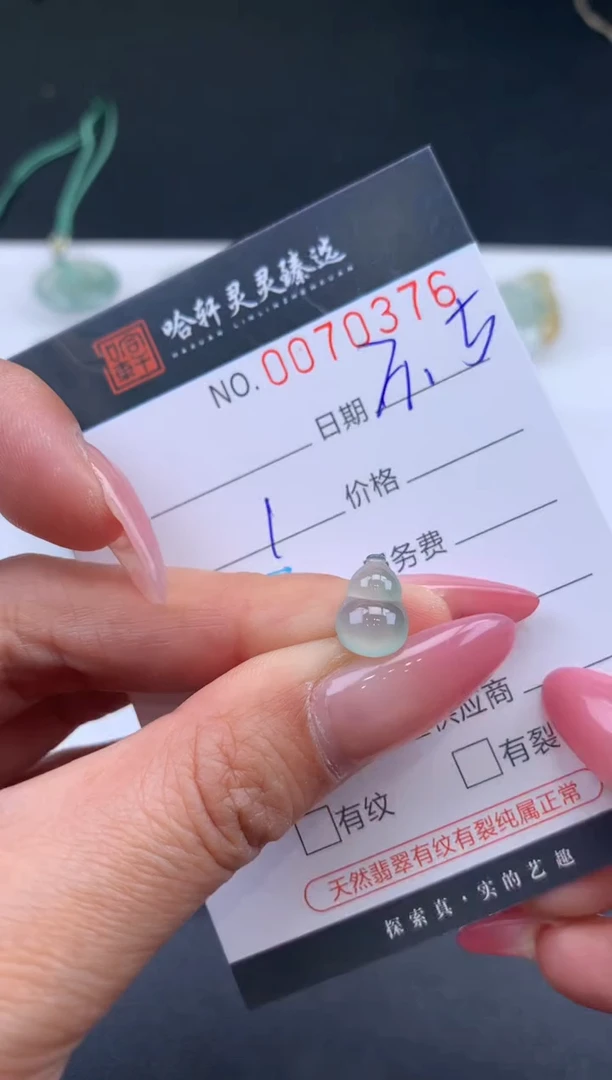 哈轩灵灵臻选
NO.0070376
日期
价格
1
务费
供应商
有纹
有裂
天然翡翠有纹有裂纯属正常
探索真·实的艺趣